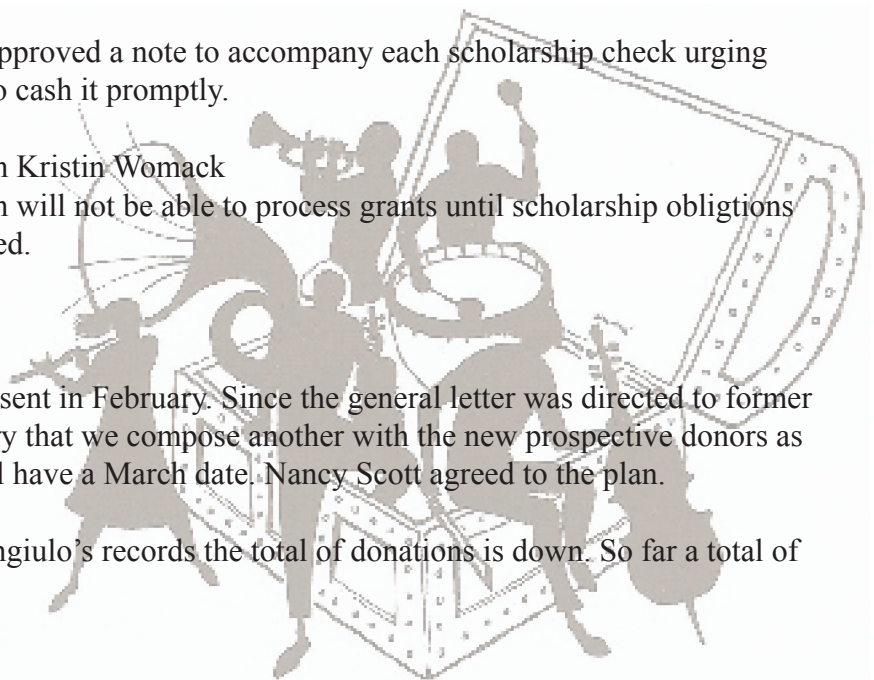 pproved a note to accompany each scholarship check urging
o cash it promptly.
n Kristin Womack
n will not be able to process grants until scholarship obligtions
ed.
sent in February. Since the general letter was directed to former
ry that we compose another with the new prospective donors as
l have a March date. Nancy Scott agreed to the plan.
ngiulo’s records the total of donations is down. So far a total of